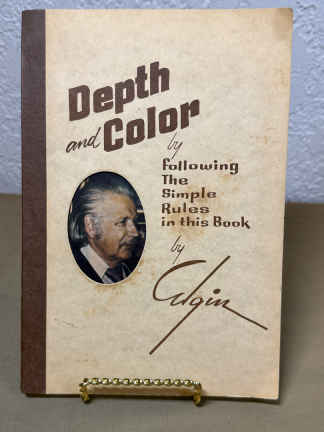 Depth
and Color
by
Following
The
Simple
Rules
in this Book
by
Elgin